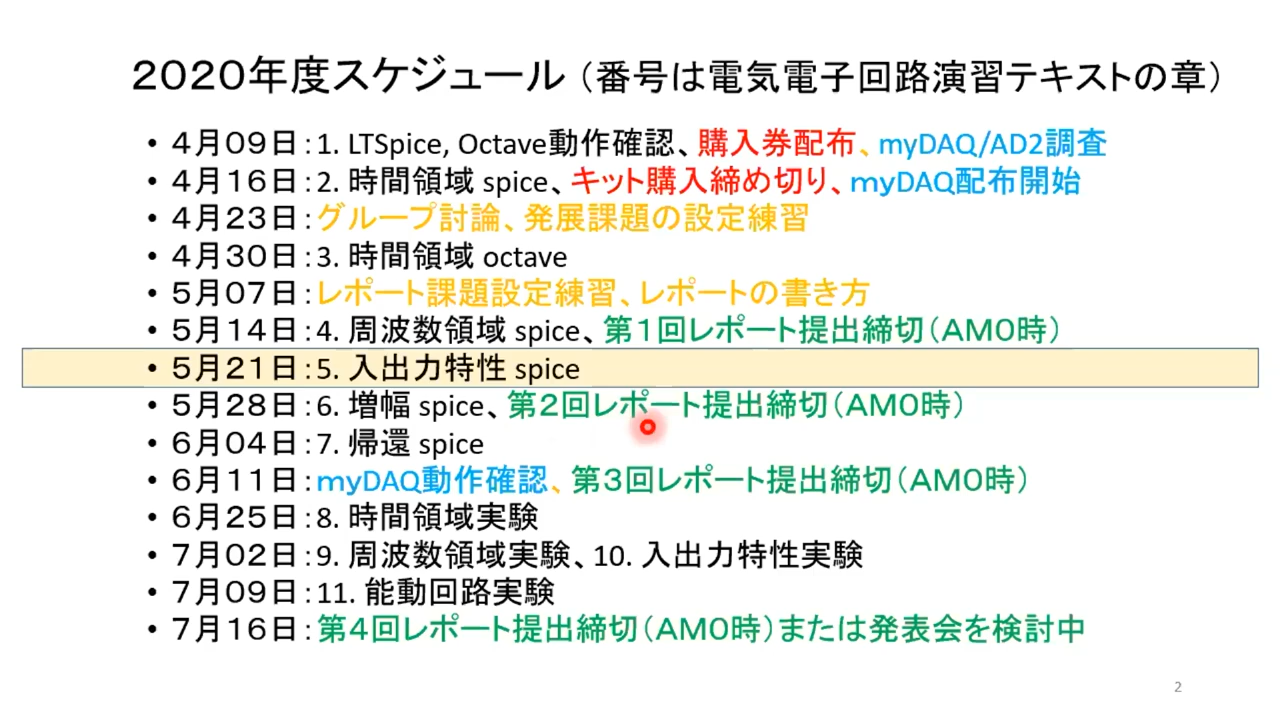 ２０２０年度スケジュール（番号は電気電子回路演習テキストの章）
• ４月０９日：1. LTSpice, Octave動作確認、購入券配布、myDAQ/AD2調査
• ４月１６日：2. 時間領域 spice、キット購入締め切り、myDAQ配布開始
• ４月２３日：グループ討論、発展課題の設定練習
• ４月３０日：3. 時間領域 octave
• ５月０７日：レポート課題設定練習、レポートの書き方
• ５月１４日：4. 周波数領域 spice、第１回レポート提出締切（AM0時）
• ５月２１日：5. 入出力特性 spice
• ５月２８日：6. 増幅 spice、第２回レポート提出締切（AM0時）
• ６月０４日：7. 帰還 spice
• ６月１１日：myDAQ動作確認、第３回レポート提出締切（AM0時）
• ６月２５日：8. 時間領域実験
• ７月０２日：9. 周波数領域実験、10. 入出力特性実験
• ７月０９日：11. 能動回路実験
• ７月１６日：第４回レポート提出締切（AM0時）または発表会を検討中
2